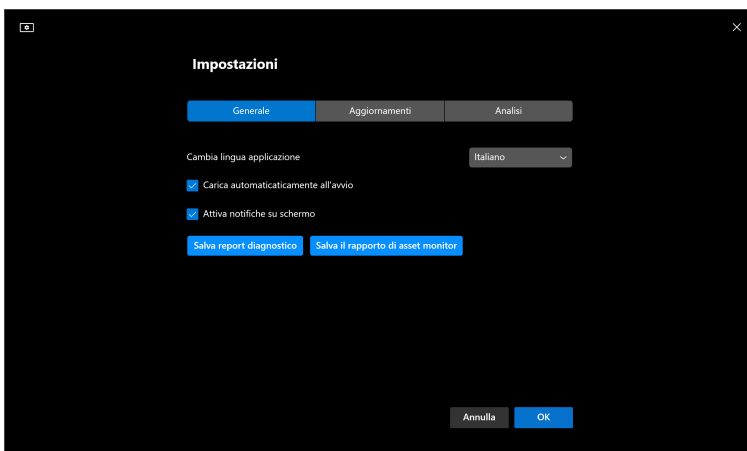 Impostazioni
Generale
Aggiornamenti
Analisi
Cambia lingua applicazione
Italiano
Carica automaticaticamente all'avvio
Attiva notifiche su schermo
Salva report diagnostico
Salva il rapporto di asset monitor
Annulla
OK